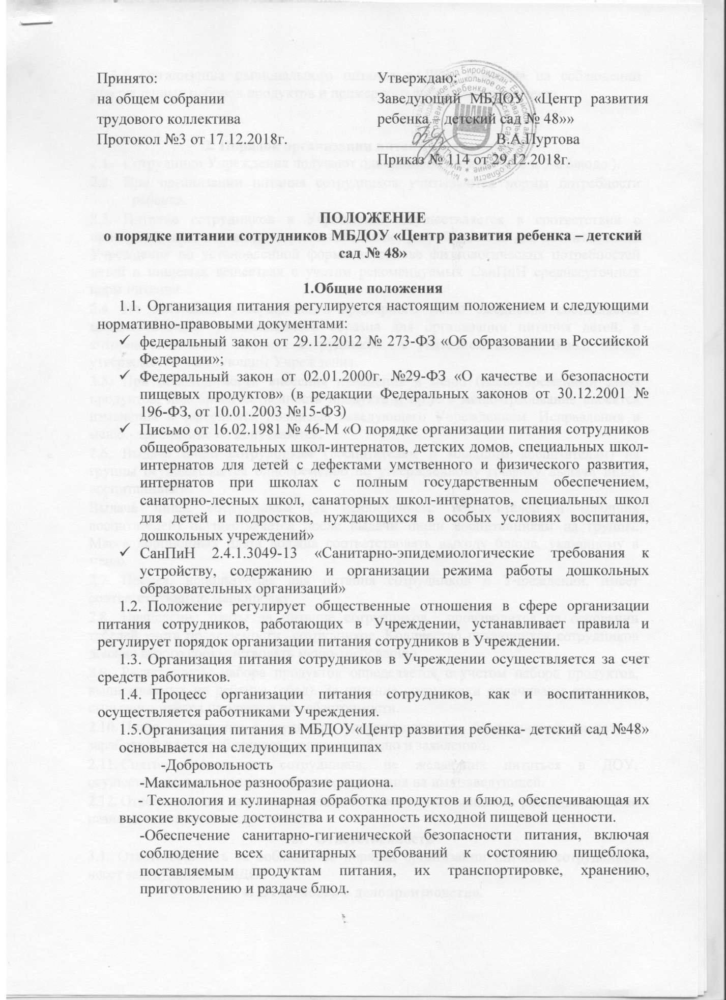 Принято:
на общем собрании
трудового коллектива
Протокол №3 от 17.12.2018г.
Утверждаю:
Заведующий МБДОУ «Центр развития
ребенка – детский сад № 48»»
В.А.Пуртова
Приказ № 114 от 29.12.2018г.
ПОЛОЖЕНИЕ
о порядке питании сотрудников МБДОУ «Центр развития ребенка – детский
сад № 48»
1.Общие положения
1.1. Организация питания регулируется настоящим положением и следующими
нормативно-правовыми документами:
✓ федеральный закон от 29.12.2012 № 273-ФЗ «Об образовании в Российской
Федерации»;
✓ Федеральный закон от 02.01.2000г. №29-ФЗ «О качестве и безопасности
пищевых продуктов» (в редакции Федеральных законов от 30.12.2001 №
196-ФЗ, от 10.01.2003 №15-ФЗ)
✓ Письмо от 16.02.1981 № 46-М «О порядке организации питания сотрудников
общеобразовательных школ-интернатов, детских домов, специальных школ-
интернатов для детей с дефектами умственного и физического развития,
интернатов при школах с полным государственным обеспечением,
санаторно-лесных школ, санаторных школ-интернатов, специальных школ
для детей и подростков, нуждающихся в особых условиях воспитания,
дошкольных учреждений»
✓ СанПиН 2.4.1.3049-13 «Санитарно-эпидемиологические требования к
устройству, содержанию и организации режима работы дошкольных
образовательных организаций»
1.2. Положение регулирует общественные отношения в сфере организации
питания сотрудников, работающих в Учреждении, устанавливает правила и
регулирует порядок организации питания сотрудников в Учреждении.
1.3. Организация питания сотрудников в Учреждении осуществляется за счет
средств работников.
1.4. Процесс организации питания сотрудников, как и воспитанников,
осуществляется работниками Учреждения.
1.5.Организация питания в МБДОУ«Центр развития ребенка- детский сад №48»
основывается на следующих принципах
-Добровольность
-Максимальное разнообразие рациона.
- Технология и кулинарная обработка продуктов и блюд, обеспечивающая их
высокие вкусовые достоинства и сохранность исходной пищевой ценности.
-Обеспечение санитарно-гигиенической безопасности питания, включая
соблюдение всех санитарных требований к состоянию пищеблока,
поставляемым продуктам питания, их транспортировке, хранению,
приготовлению и раздаче блюд.